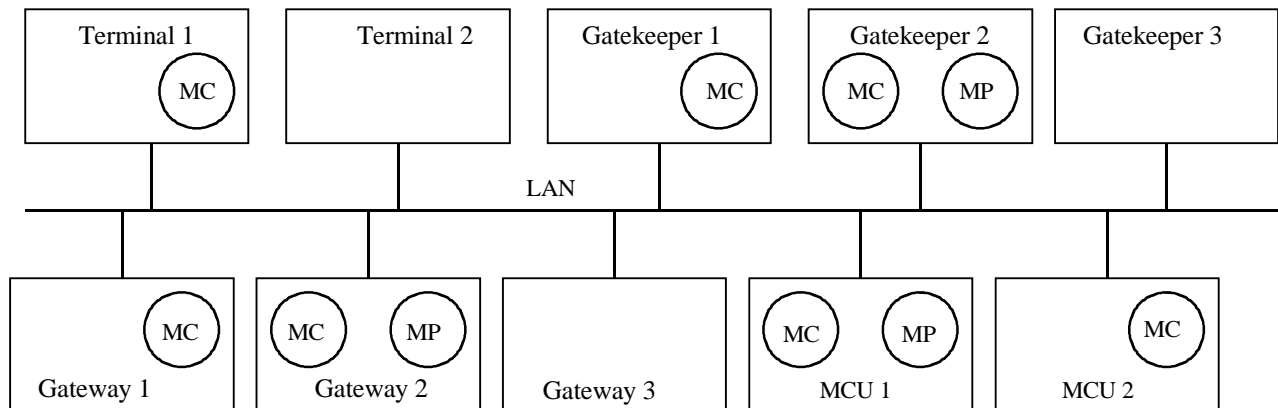 Terminal 1
Terminal 2
Gatekeeper 1
Gatekeeper 2
Gatekeeper 3
MC
MC
MC
MP
LAN
MC
MC
MP
MC
MP
MC
Gateway 1
Gateway 2
Gateway 3
MCU 1
MCU 2